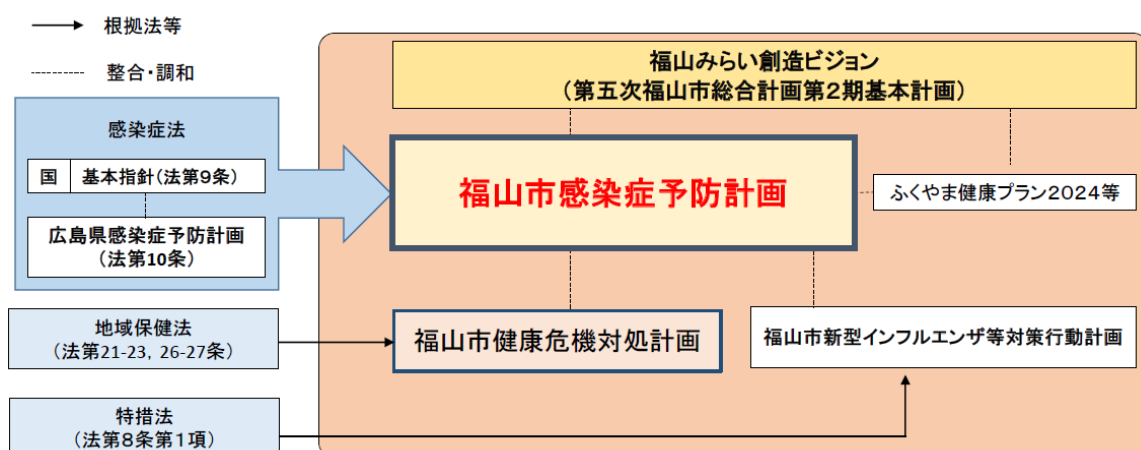 根拠法等
整合・調和
福山みらい創造ビジョン
（第五次福山市総合計画第2期基本計画）
感染症法
国 基本指針(法第9条)
広島県感染症予防計画
(法第10条)
福山市感染症予防計画
ふくやま健康プラン2024等
地域保健法
(法第21-23, 26-27条)
福山市健康危機対処計画
福山市新型インフルエンザ等対策行動計画
特措法
(法第8条第1項)